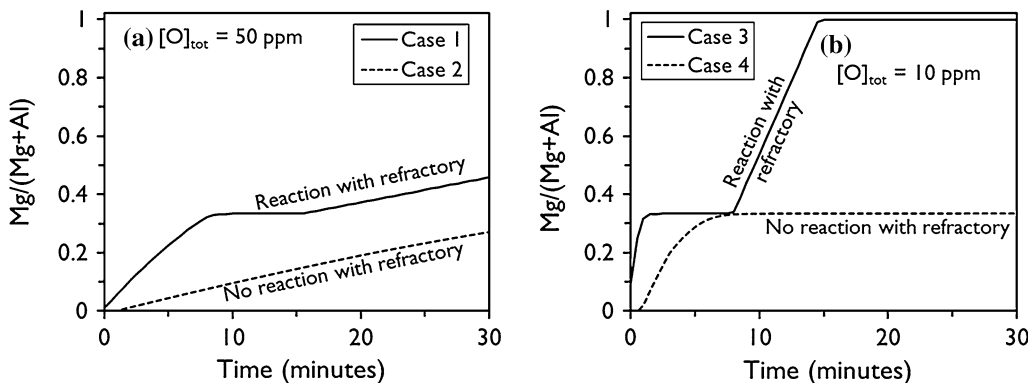 (a) [O]tot = 50 ppm
Case 1
Case 2
Reaction with refractory
No reaction with refractory
Mg/(Mg+Al)
1
0.8
0.6
0.4
0.2
0
0 10 20 30
Time (minutes)
Case 3
Case 4
(b)
[O]tot = 10 ppm
Reaction with
refractory
No reaction with refractory
Mg/(Mg+Al)
1
0.8
0.6
0.4
0.2
0
0 10 20 30
Time (minutes)